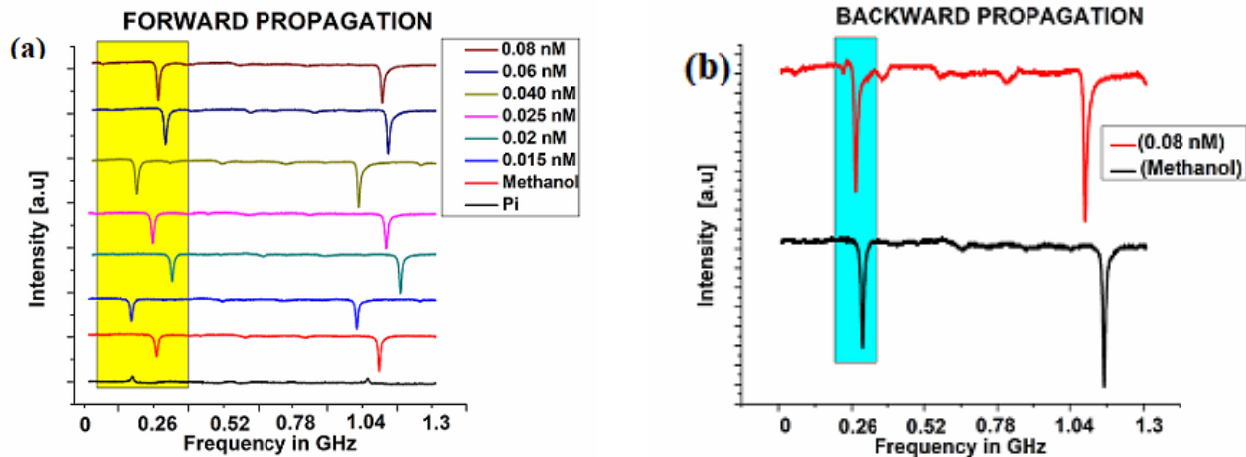 FORWARD PROPAGATION
(a)
0.08 nM
0.06 nM
0.040 nM
0.025 nM
0.02 nM
0.015 nM
Methanol
Pi
Intensity [a.u]
0 0.26 0.52 0.78 1.04 1.3
Frequency in GHz
BACKWARD PROPAGATION
(b)
(0.08 nM)
(Methanol)
Intensity [a.u]
0 0.26 0.52 0.78 1.04 1.3
Frequency in GHz